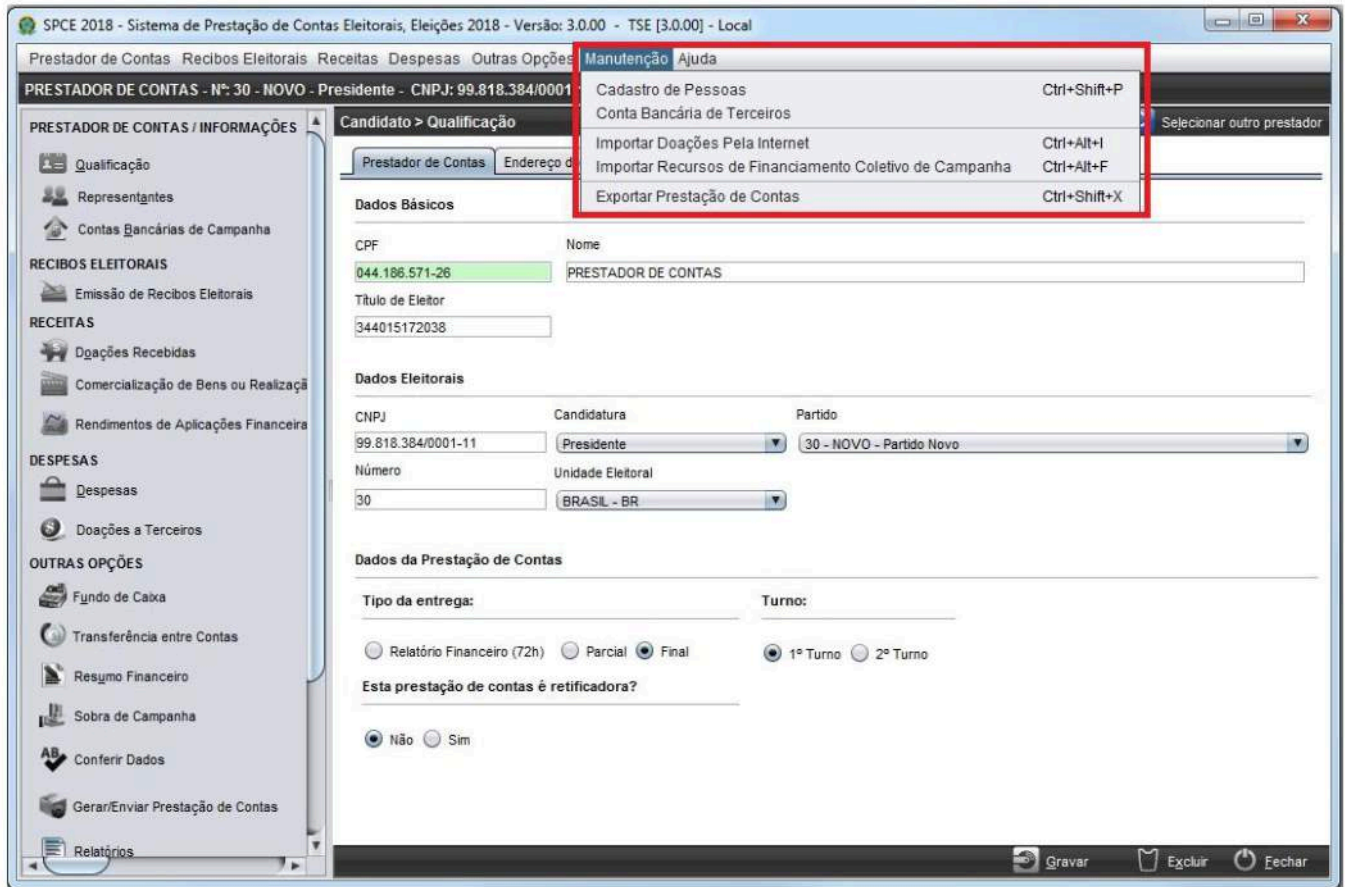 SPCE 2018 - Sistema de Prestação de Contas Eleitorais, Eleições 2018 - Versão: 3.0.00 - TSE [3.0.00] - Local
Prestador de Contas Recibos Eleitorais Receitas Despesas Outras Opções Manutenção Ajuda
PRESTADOR DE CONTAS - Nº: 30 - NOVO - Presidente - CNPJ: 99.818.384/0001
Cadastro de Pessoas Ctrl+Shift+P
Conta Bancária de Terceiros
Importar Doações Pela Internet Ctrl+Alt+I
Importar Recursos de Financiamento Coletivo de Campanha Ctrl+Alt+F
Exportar Prestação de Contas Ctrl+Shift+X
PRESTADOR DE CONTAS / INFORMAÇÕES
Qualificação
Representantes
Contas Bancárias de Campanha
RECIBOS ELEITORAIS
Emissão de Recibos Eleitorais
RECEITAS
Doações Recebidas
Comercialização de Bens ou Realizaçã
Rendimentos de Aplicações Financeira
DESPESAS
Despesas
Doações a Terceiros
OUTRAS OPÇÕES
Fundo de Caixa
Transferência entre Contas
Resumo Financeiro
Sobra de Campanha
Conferir Dados
Gerar/Enviar Prestação de Contas
Relatórios
Candidato > Qualificação
Selecionar outro prestador
Prestador de Contas Endereço d
Dados Básicos
CPF Nome
044.186.571-26 PRESTADOR DE CONTAS
Título de Eleitor
344015172038
Dados Eleitorais
CNPJ Candidatura Partido
99.818.384/0001-11 Presidente 30 - NOVO - Partido Novo
Número Unidade Eleitoral
30 BRASIL - BR
Dados da Prestação de Contas
Tipo da entrega: Turno:
Relatório Financeiro (72h) Parcial Final 1º Turno 2º Turno
Esta prestação de contas é retificadora?
Não Sim
Gravar Excluir Fechar